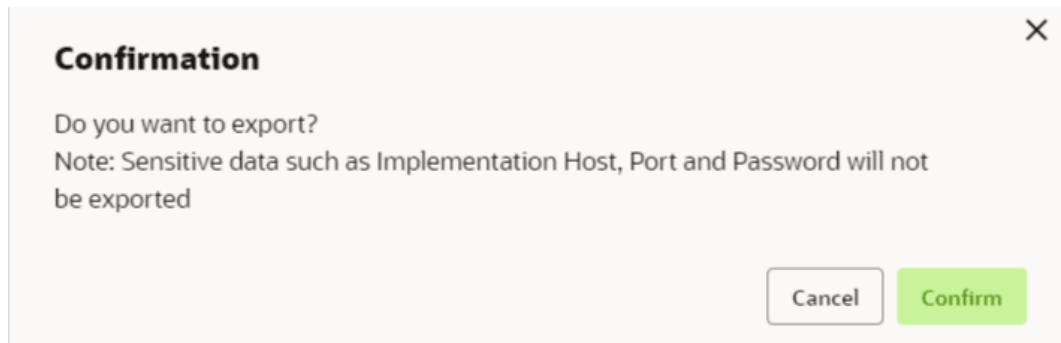 Confirmation
Do you want to export?
Note: Sensitive data such as Implementation Host, Port and Password will not
be exported
Cancel
Confirm